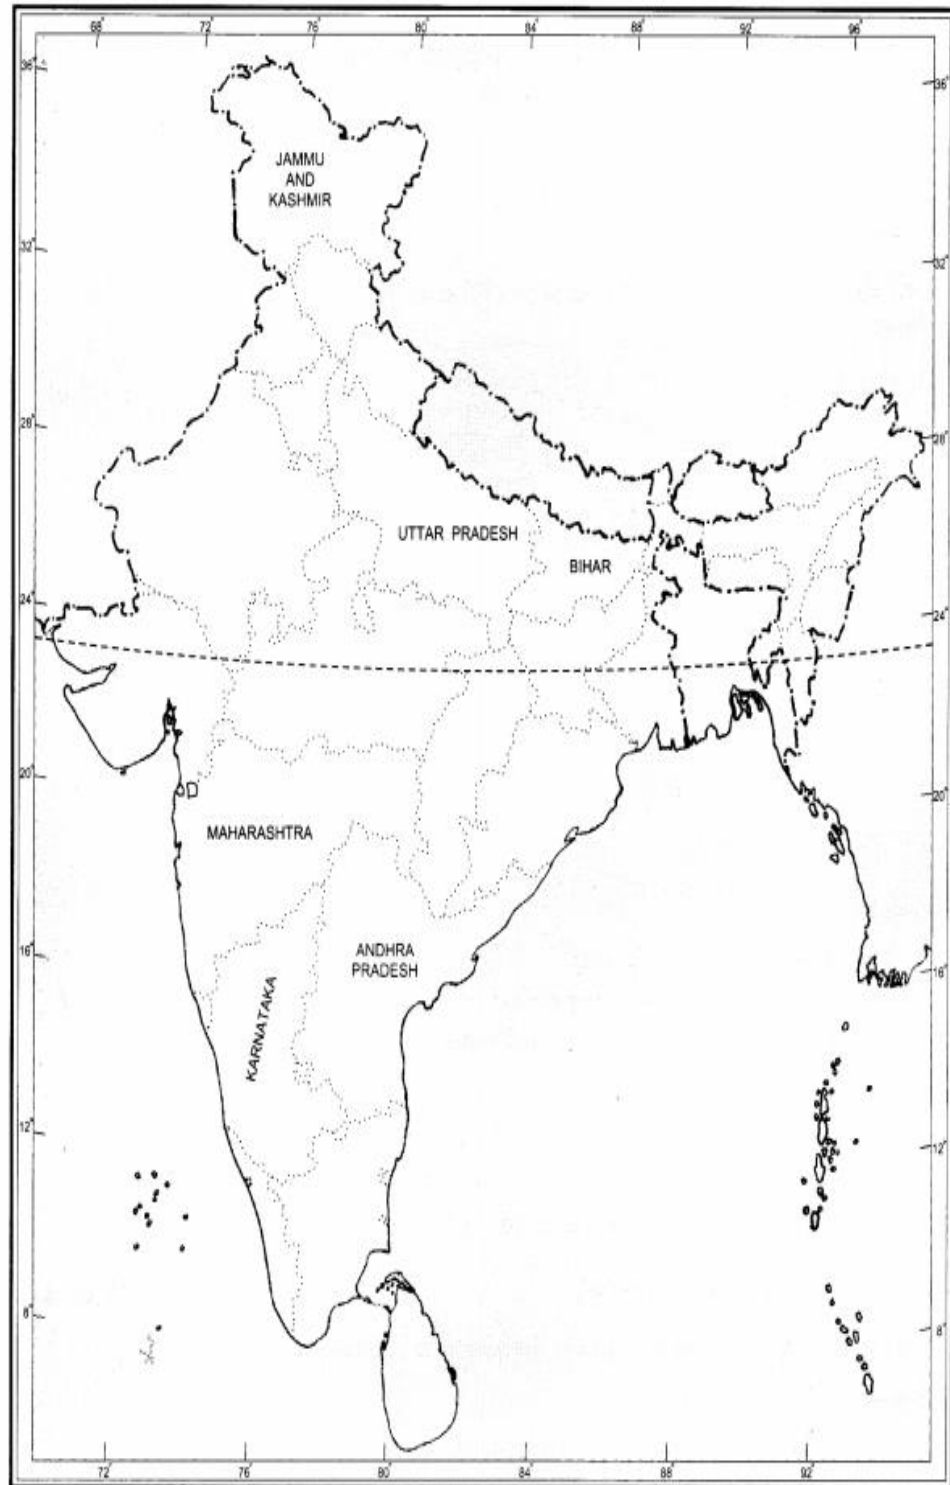 68° 72° 76° 80° 84° 88° 92° 96°
36° 36°
JAMMU
AND
KASHMIR
32° 32°
28° 28°
UTTAR PRADESH
BIHAR
24° 24°
20° 20°
D
MAHARASHTRA
16° 16°
ANDHRA
PRADESH
KARNATAKA
12° 12°
8° 8°
72 76 80 84 88 92